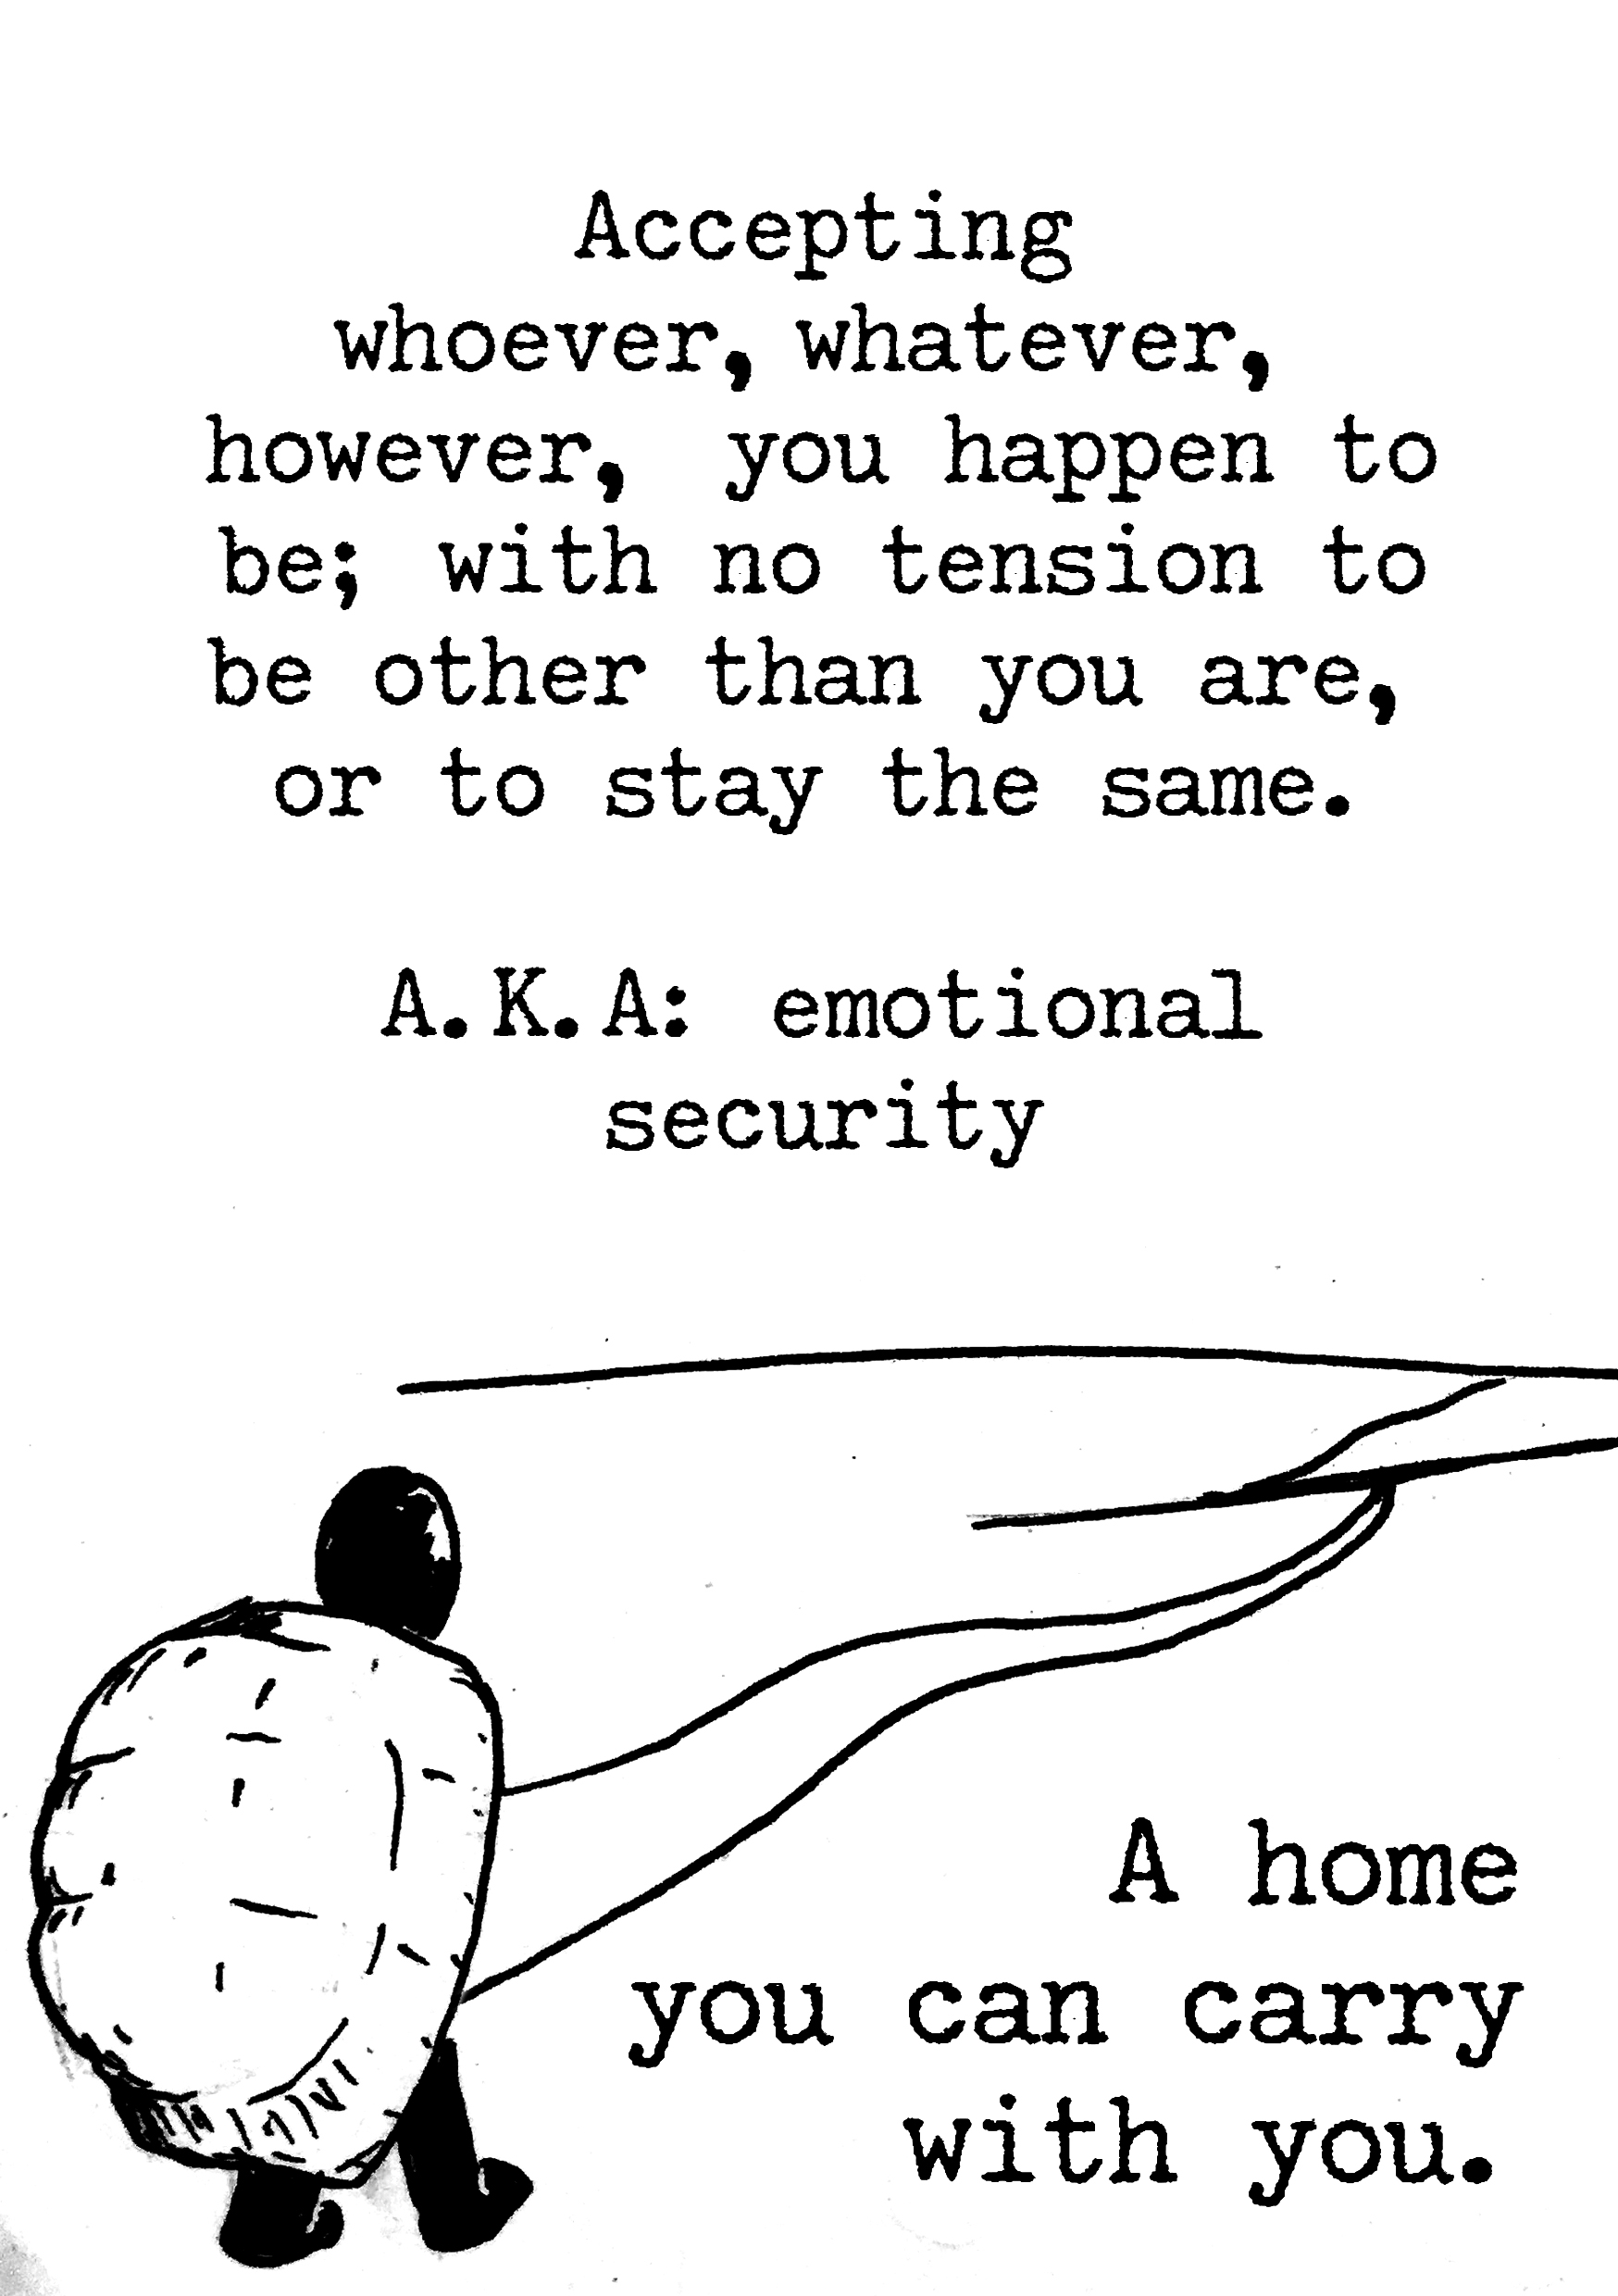 Accepting
whoever, whatever,
however, you happen to
be; with no tension to
be other than you are,
or to stay the same.
A.K.A: emotional
security
A home
you can carry
with you.